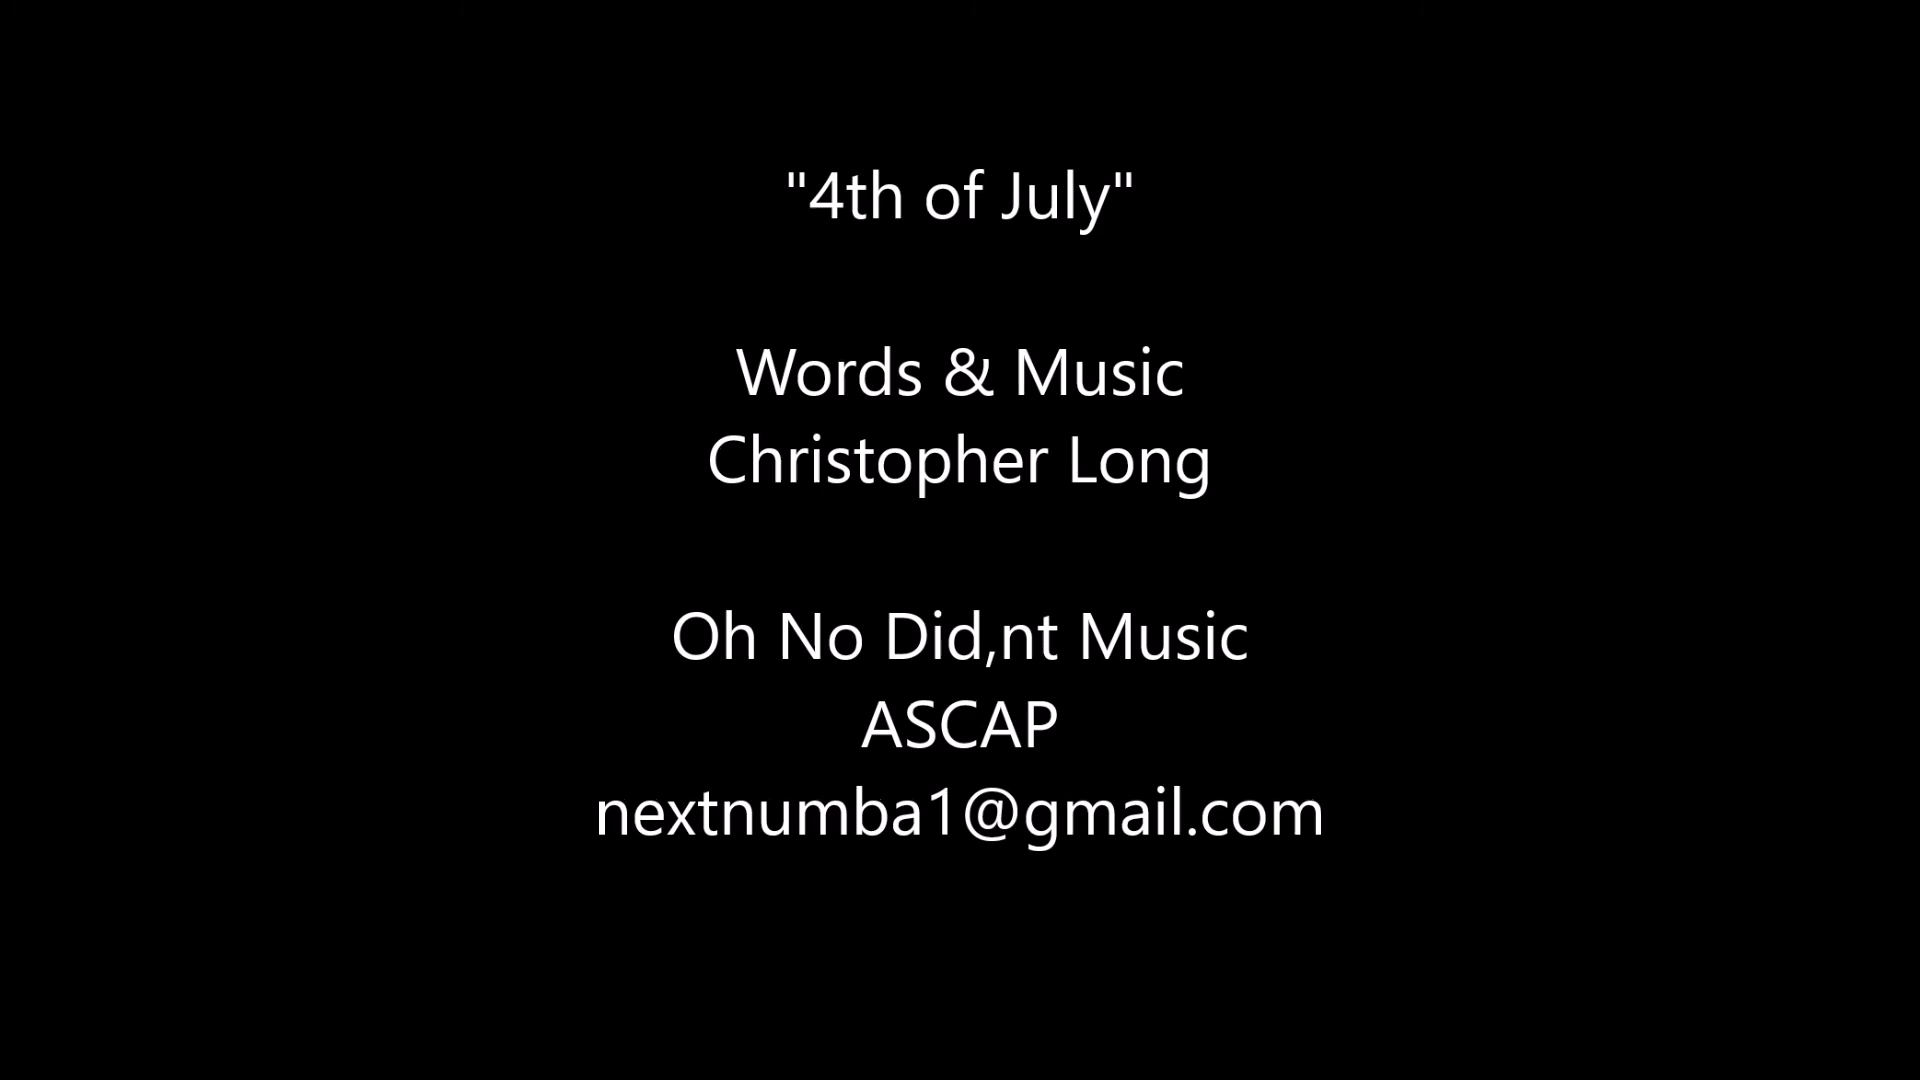 "4th of July"
Words & Music
Christopher Long
Oh No Did,nt Music
ASCAP
nextnumba1@gmail.com